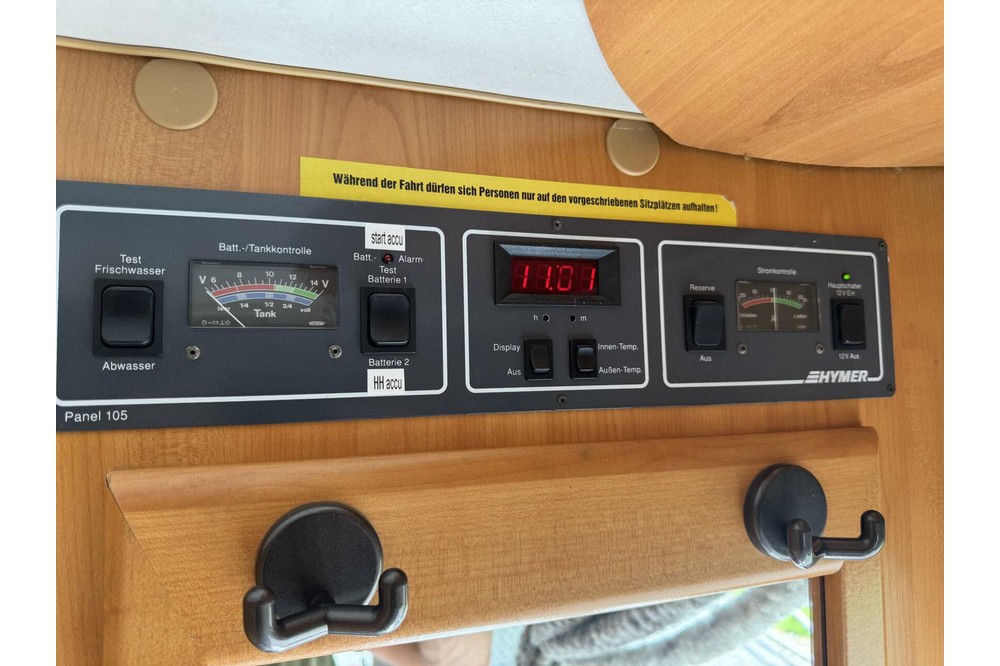 Während der Fahrt dürfen sich Personen nur auf den vorgeschriebenen Sitzplätzen aufhalten!
Test
Frischwasser
Abwasser
Batt.-/Tankkontrolle
V 6 8 10 12 14 V
leer 1/4 1/2 3/4 voll
Tank
start accu
Batt.- Alarm
Test
Batterie 1
Batterie 2
HH accu
11:01
h m
Display
Aus
Innen-Temp.
Außen-Temp.
Stromkontrolle
Reserve
Aus
A
Hauptschalter
12V Ein
12V Aus
HYMER
Panel 105